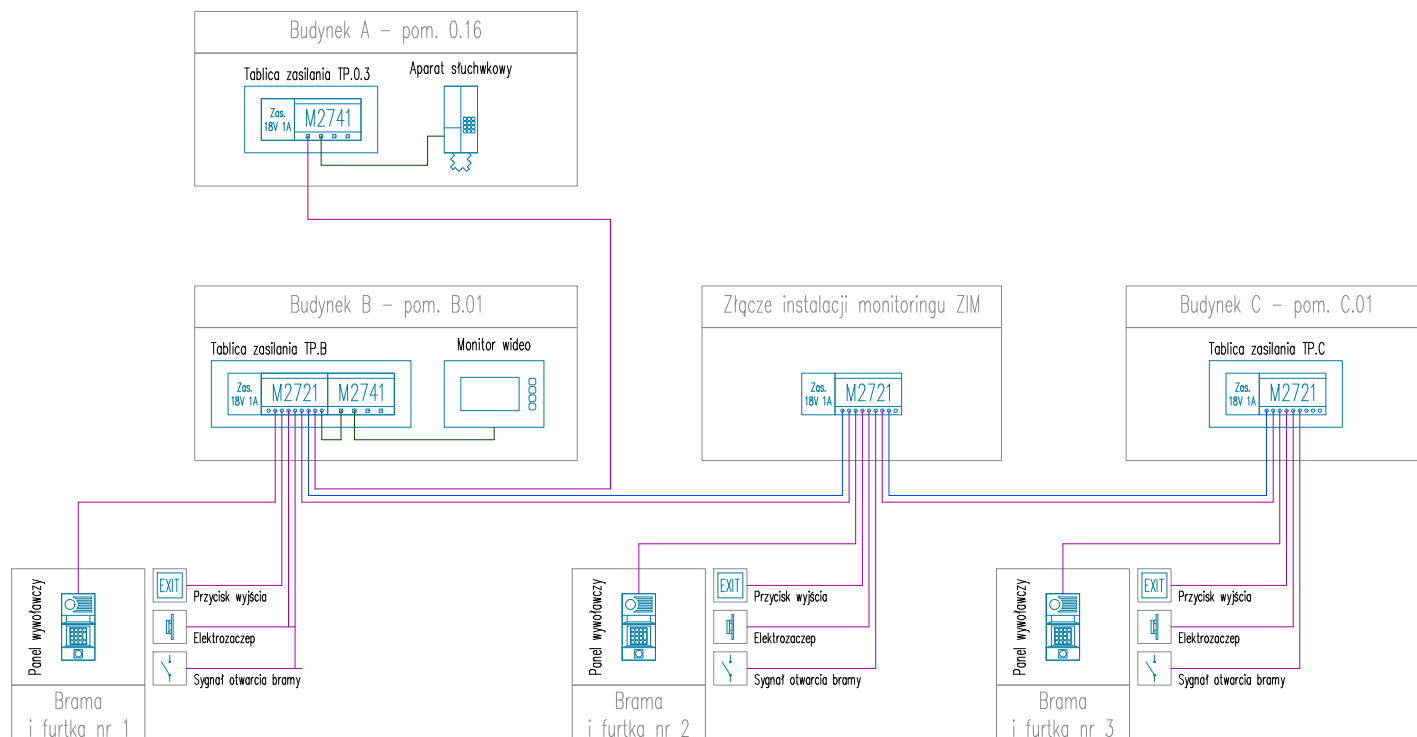 Budynek A – pom. 0.16
Tablica zasilania TP.0.3
Aparat słuchwkowy
Zas.
18V 1A
M2741
Budynek B – pom. B.01
Tablica zasilania TP.B
Monitor wideo
Zas.
18V 1A
M2721
M2741
Złącze instalacji monitoringu ZIM
Zas.
18V 1A
M2721
Budynek C – pom. C.01
Tablica zasilania TP.C
Zas.
18V 1A
M2721
Panel wywoławczy
EXIT
Przycisk wyjścia
Elektrozaczep
Sygnał otwarcia bramy
Brama
i furtka nr 1
Panel wywoławczy
EXIT
Przycisk wyjścia
Elektrozaczep
Sygnał otwarcia bramy
Brama
i furtka nr 2
Panel wywoławczy
EXIT
Przycisk wyjścia
Elektrozaczep
Sygnał otwarcia bramy
Brama
i furtka nr 3